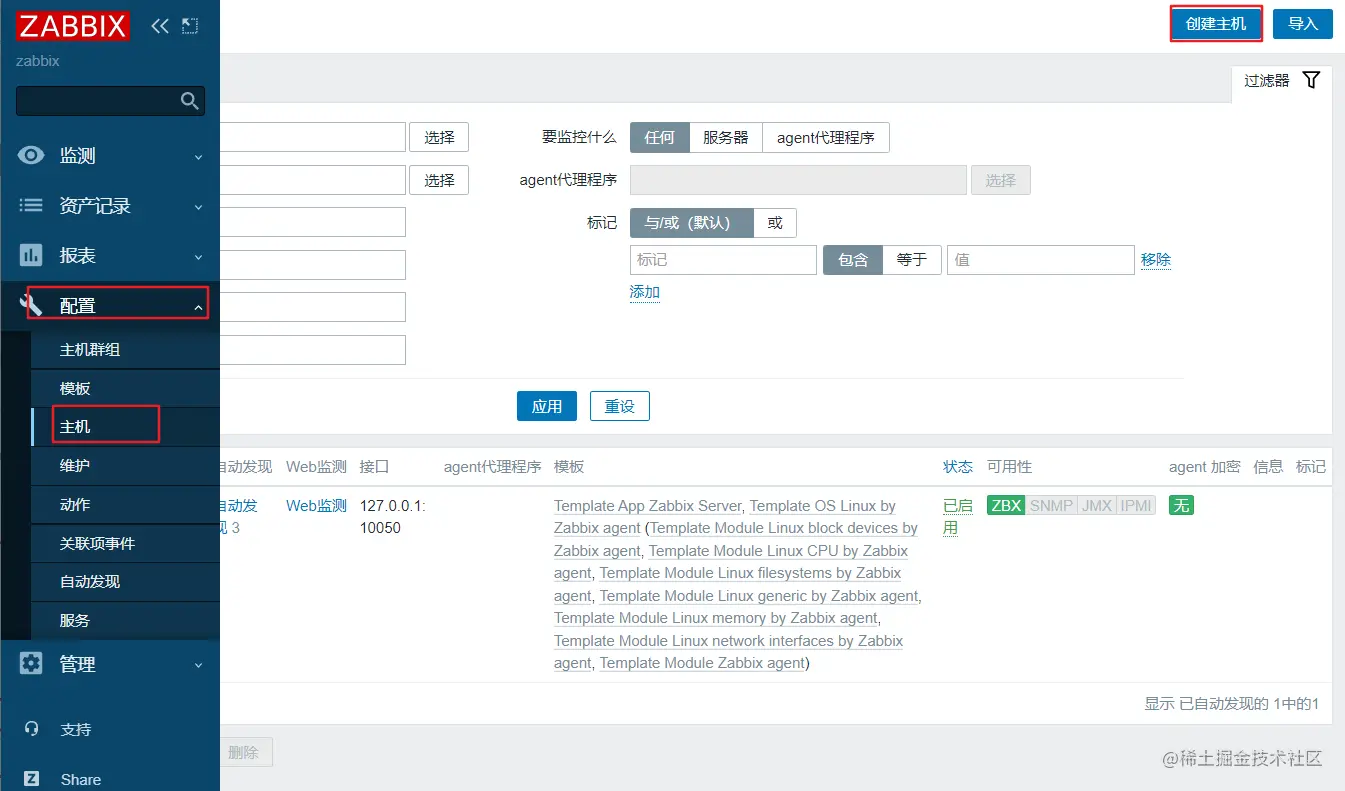 ZABBIX
zabbix
监测
资产记录
报表
配置
主机群组
模板
主机
维护
动作
关联项事件
自动发现
服务
管理
支持
Share
创建主机 导入
过滤器
选择
选择
要监控什么 任何 服务器 agent代理程序
agent代理程序 选择
标记 与/或（默认） 或
标记 包含 等于 值 移除
添加
应用 重设
自动发现 Web监测 接口 agent代理程序 模板 状态 可用性 agent 加密 信息 标记
自动发现 3
Web监测
127.0.0.1:
10050
Template App Zabbix Server, Template OS Linux by
Zabbix agent (Template Module Linux block devices by
Zabbix agent, Template Module Linux CPU by Zabbix
agent, Template Module Linux filesystems by Zabbix
agent, Template Module Linux generic by Zabbix agent,
Template Module Linux memory by Zabbix agent,
Template Module Linux network interfaces by Zabbix
agent, Template Module Zabbix agent)
已启
用
ZBX SNMP JMX IPMI
无
显示 已自动发现的 1中的1
删除
@稀土掘金技术社区